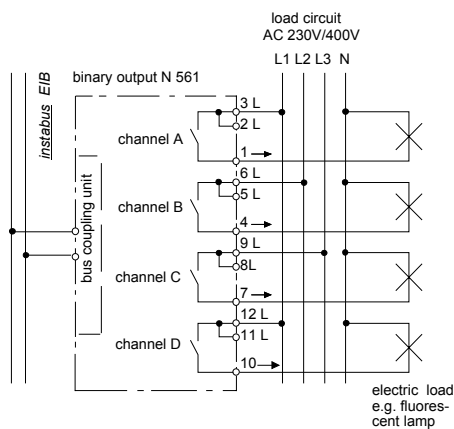 load circuit
AC 230V/400V
L1 L2 L3 N
binary output N 561
instabus EIB
bus coupling unit
3 L
2 L
channel A
1
6 L
5 L
channel B
4
9 L
8L
channel C
7
12 L
11 L
channel D
10
electric load
e.g. fluores-
cent lamp